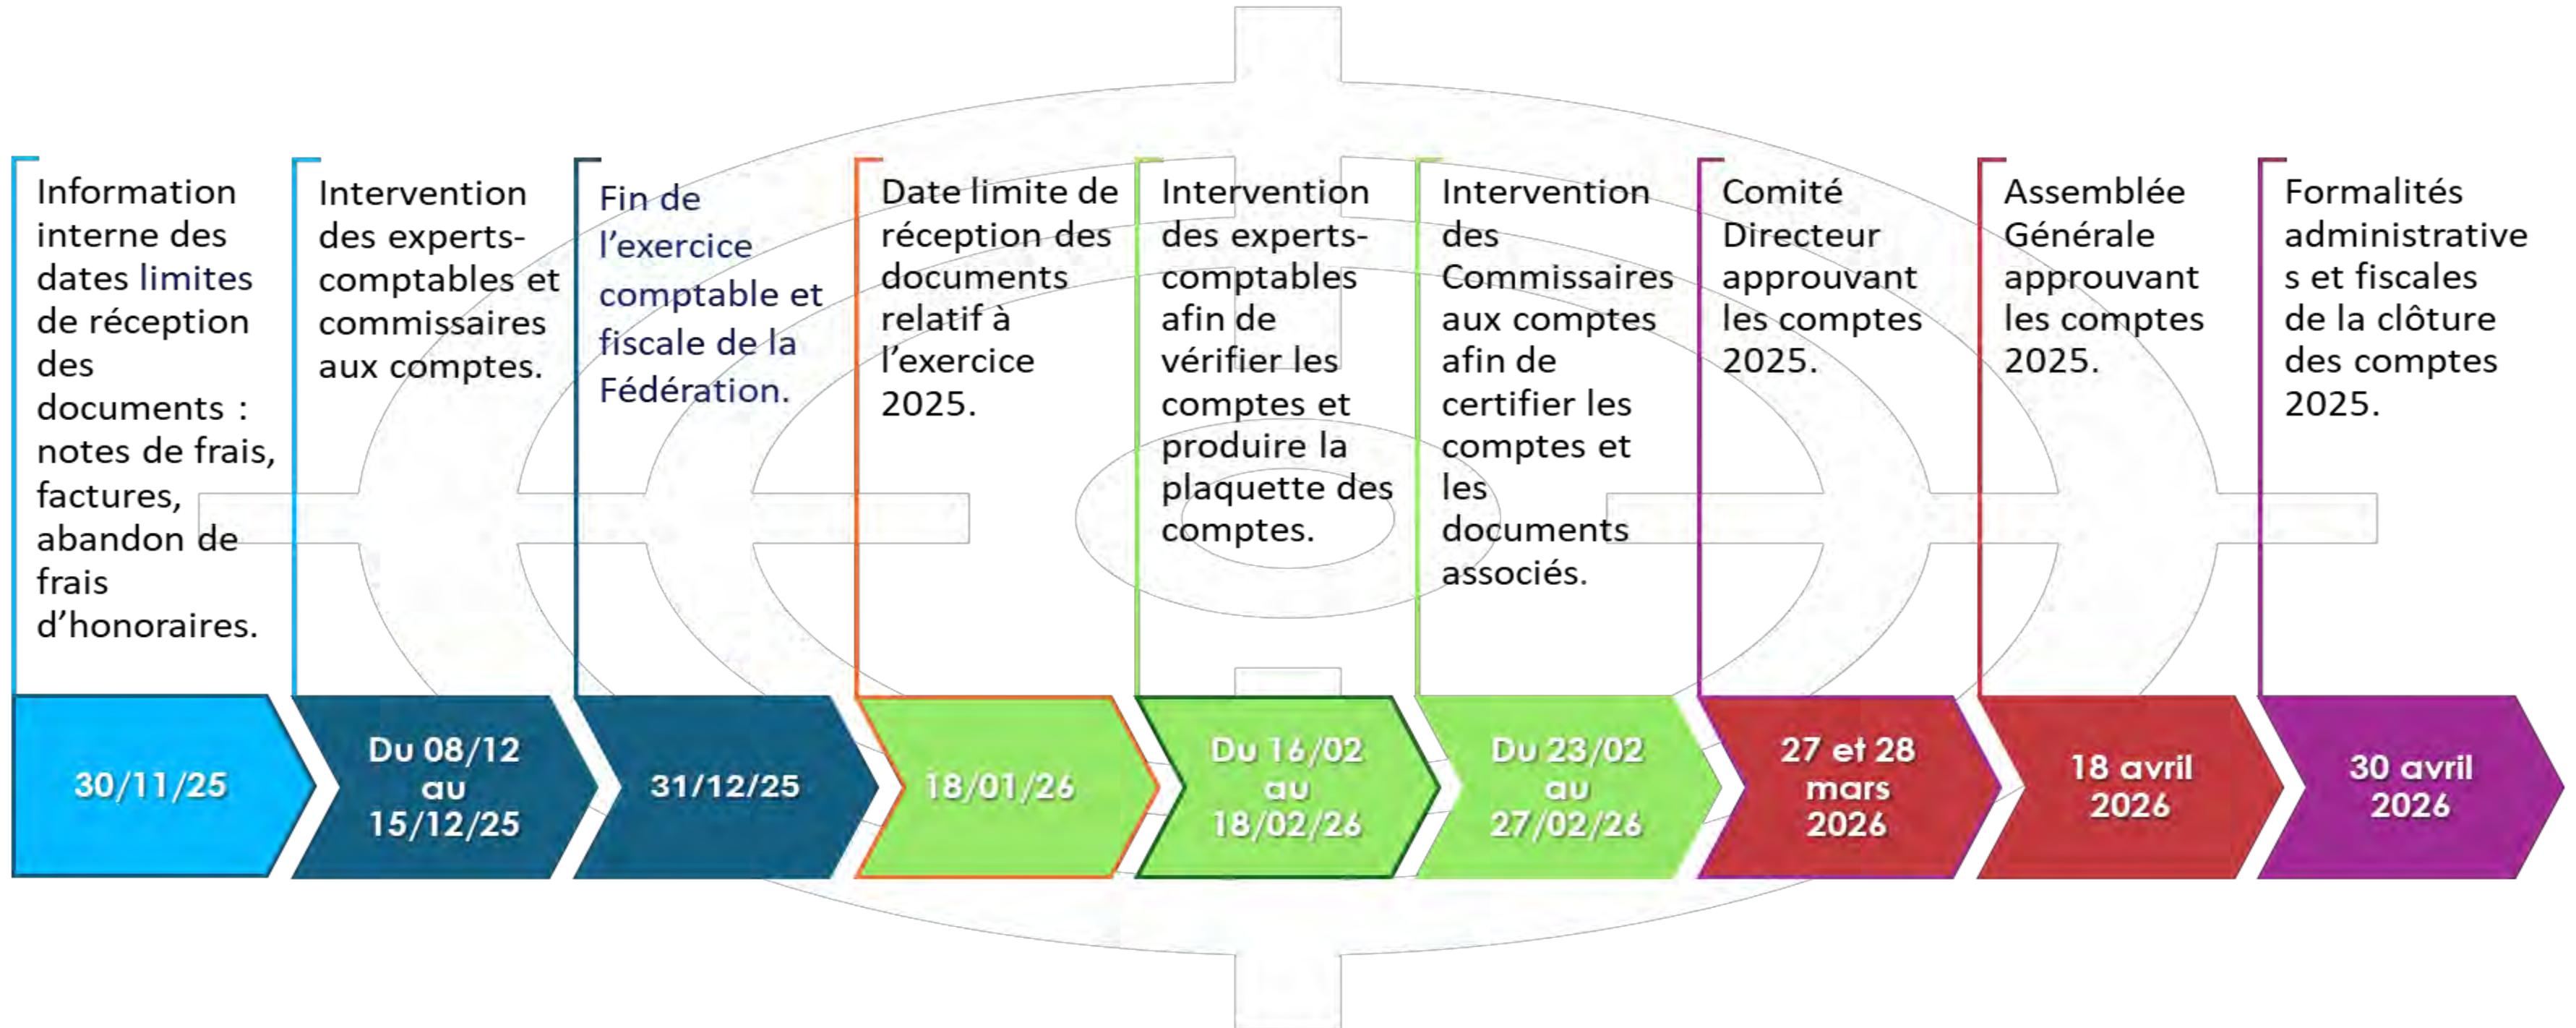 Information
interne des
dates limites
de réception
des
documents :
notes de frais,
factures,
abandon de
frais
d’honoraires.
Intervention
des experts-
comptables et
commissaires
aux comptes.
Fin de
l’exercice
comptable et
fiscale de la
Fédération.
Date limite de
réception des
documents
relatif à
l’exercice
2025.
Intervention
des experts-
comptables
afin de
vérifier les
comptes et
produire la
plaquette des
comptes.
Intervention
des
Commissaires
aux comptes
afin de
certifier les
comptes et
les
documents
associés.
Comité
Directeur
approuvant
les comptes
2025.
Assemblée
Générale
approuvant
les comptes
2025.
Formalités
administrative
s et fiscales
de la clôture
des comptes
2025.
30/11/25
Du 08/12
au
15/12/25
31/12/25
18/01/26
Du 16/02
au
18/02/26
Du 23/02
au
27/02/26
27 et 28
mars
2026
18 avril
2026
30 avril
2026